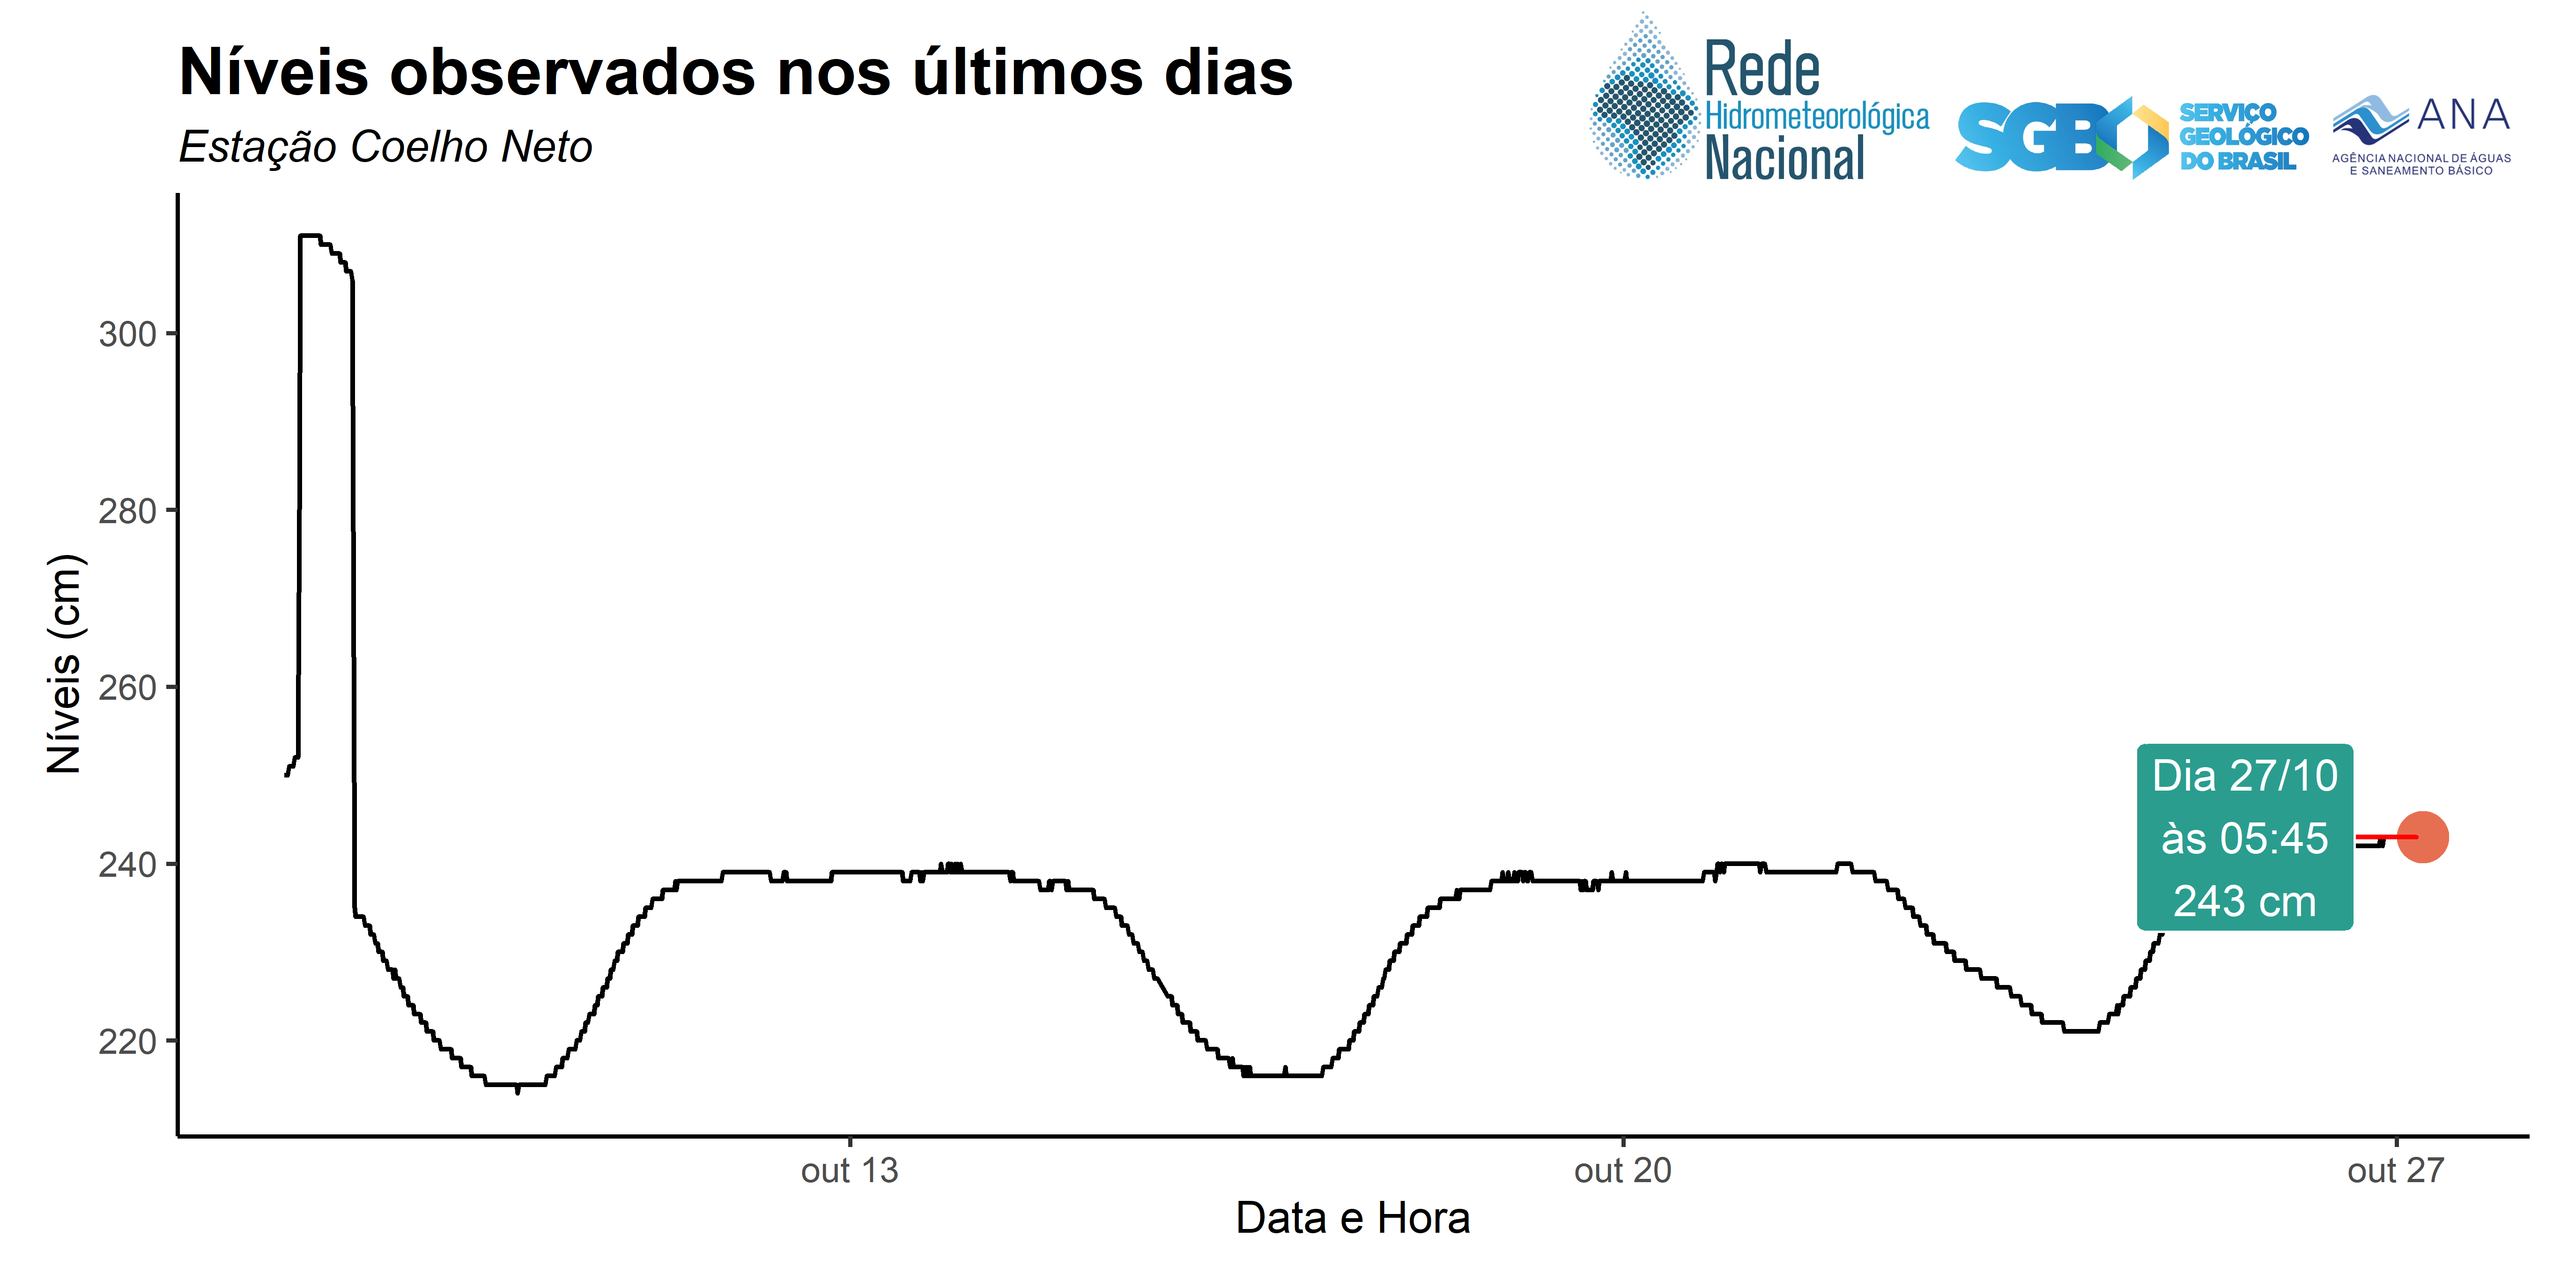 Níveis observados nos últimos dias
Estação Coelho Neto
Rede
Hidrometeorológica
Nacional
SGB
SERVIÇO
GEOLÓGICO
DO BRASIL
ANA
AGÊNCIA NACIONAL DE ÁGUAS
E SANEAMENTO BÁSICO
Níveis (cm)
300
280
260
240
220
Dia 27/10
às 05:45
243 cm
out 13
out 20
out 27
Data e Hora